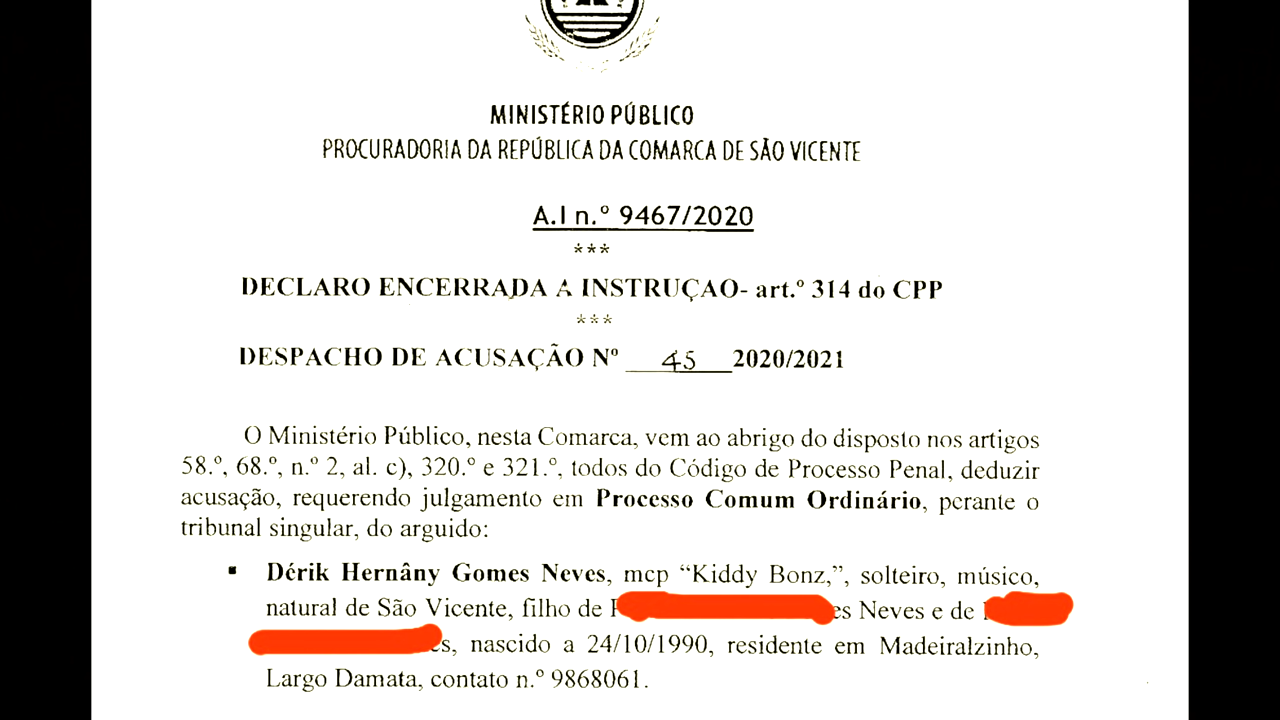 MINISTÉRIO PÚBLICO
PROCURADORIA DA REPÚBLICA DA COMARCA DE SÃO VICENTE
A.I n.º 9467/2020
***
DECLARO ENCERRADA A INSTRUÇAO- art.º 314 do CPP
***
DESPACHO DE ACUSAÇÃO Nº 45 2020/2021
O Ministério Público, nesta Comarca, vem ao abrigo do disposto nos artigos
58.º, 68.º, n.º 2, al. c), 320.º e 321.º, todos do Código de Processo Penal, deduzir
acusação, requerendo julgamento em Processo Comum Ordinário, perante o
tribunal singular, do arguido:
▪ Dérik Hernâny Gomes Neves, mcp “Kiddy Bonz,”, solteiro, músico,
natural de São Vicente, filho de es Neves e de
s, nascido a 24/10/1990, residente em Madeiralzinho,
Largo Damata, contato n.º 9868061.